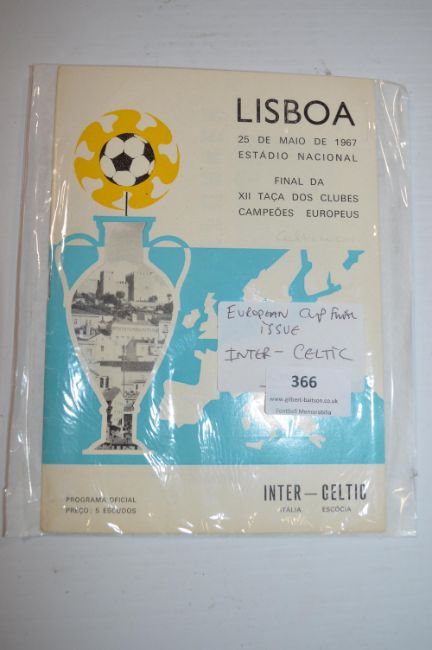 LISBOA
25 DE MAIO DE 1967
ESTÁDIO NACIONAL
FINAL DA
XII TAÇA DOS CLUBES
CAMPEÕES EUROPEUS
EUROPEAN CUP FINAL
ISSUE
INTER - CELTIC
366
www.gilbert-baitson.co.uk
Football Memorabilia
PROGRAMA OFICIAL
PREÇO: 5 ESCUDOS
INTER — CELTIC
ITÁLIA ESCÓCIA